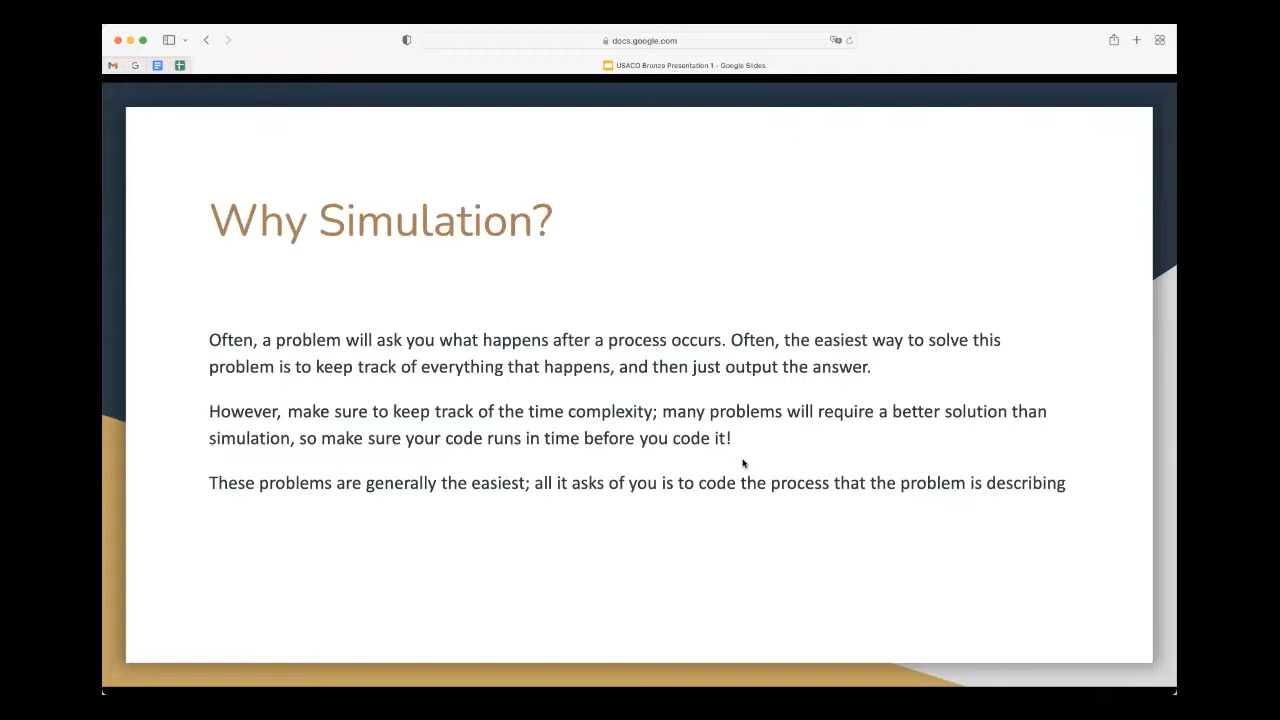 docs.google.com
USACO Bronze Presentation 1 - Google Slides
Why Simulation?
Often, a problem will ask you what happens after a process occurs. Often, the easiest way to solve this
problem is to keep track of everything that happens, and then just output the answer.
However, make sure to keep track of the time complexity; many problems will require a better solution than
simulation, so make sure your code runs in time before you code it!
These problems are generally the easiest; all it asks of you is to code the process that the problem is describing